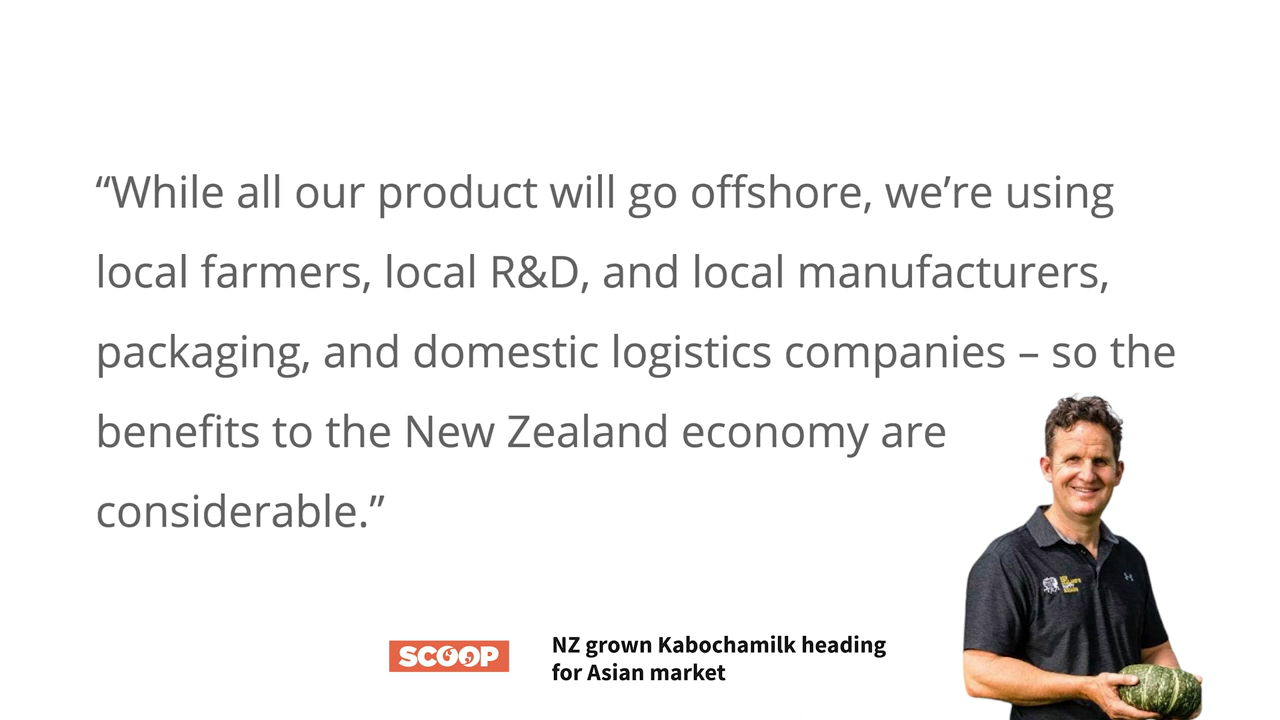 “While all our product will go offshore, we’re using
local farmers, local R&D, and local manufacturers,
packaging, and domestic logistics companies – so the
benefits to the New Zealand economy are
considerable.”
SCOOP
NZ grown Kabochamilk heading
for Asian market